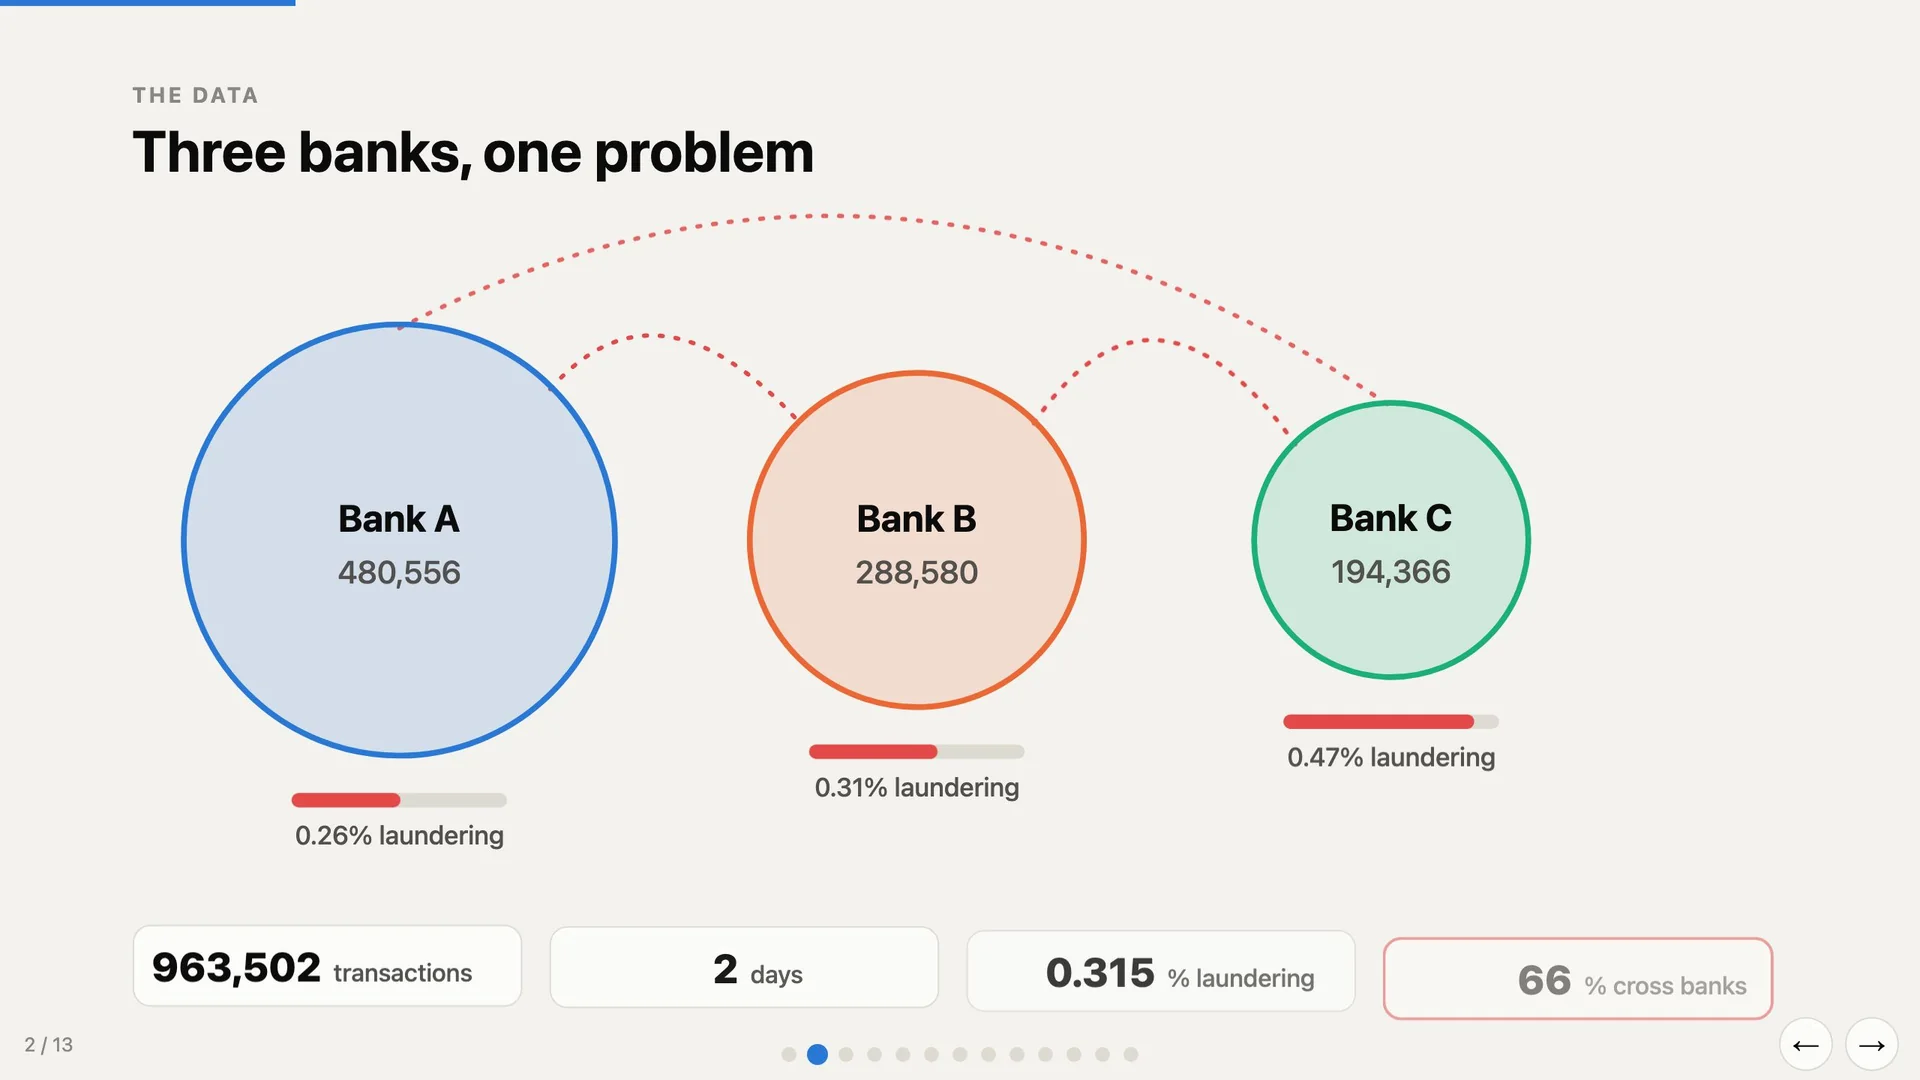 THE DATA
Three banks, one problem
Bank A
480,556
Bank B
288,580
Bank C
194,366
0.26% laundering
0.31% laundering
0.47% laundering
963,502 transactions
2 days
0.315 % laundering
66 % cross banks
2 / 13
← →